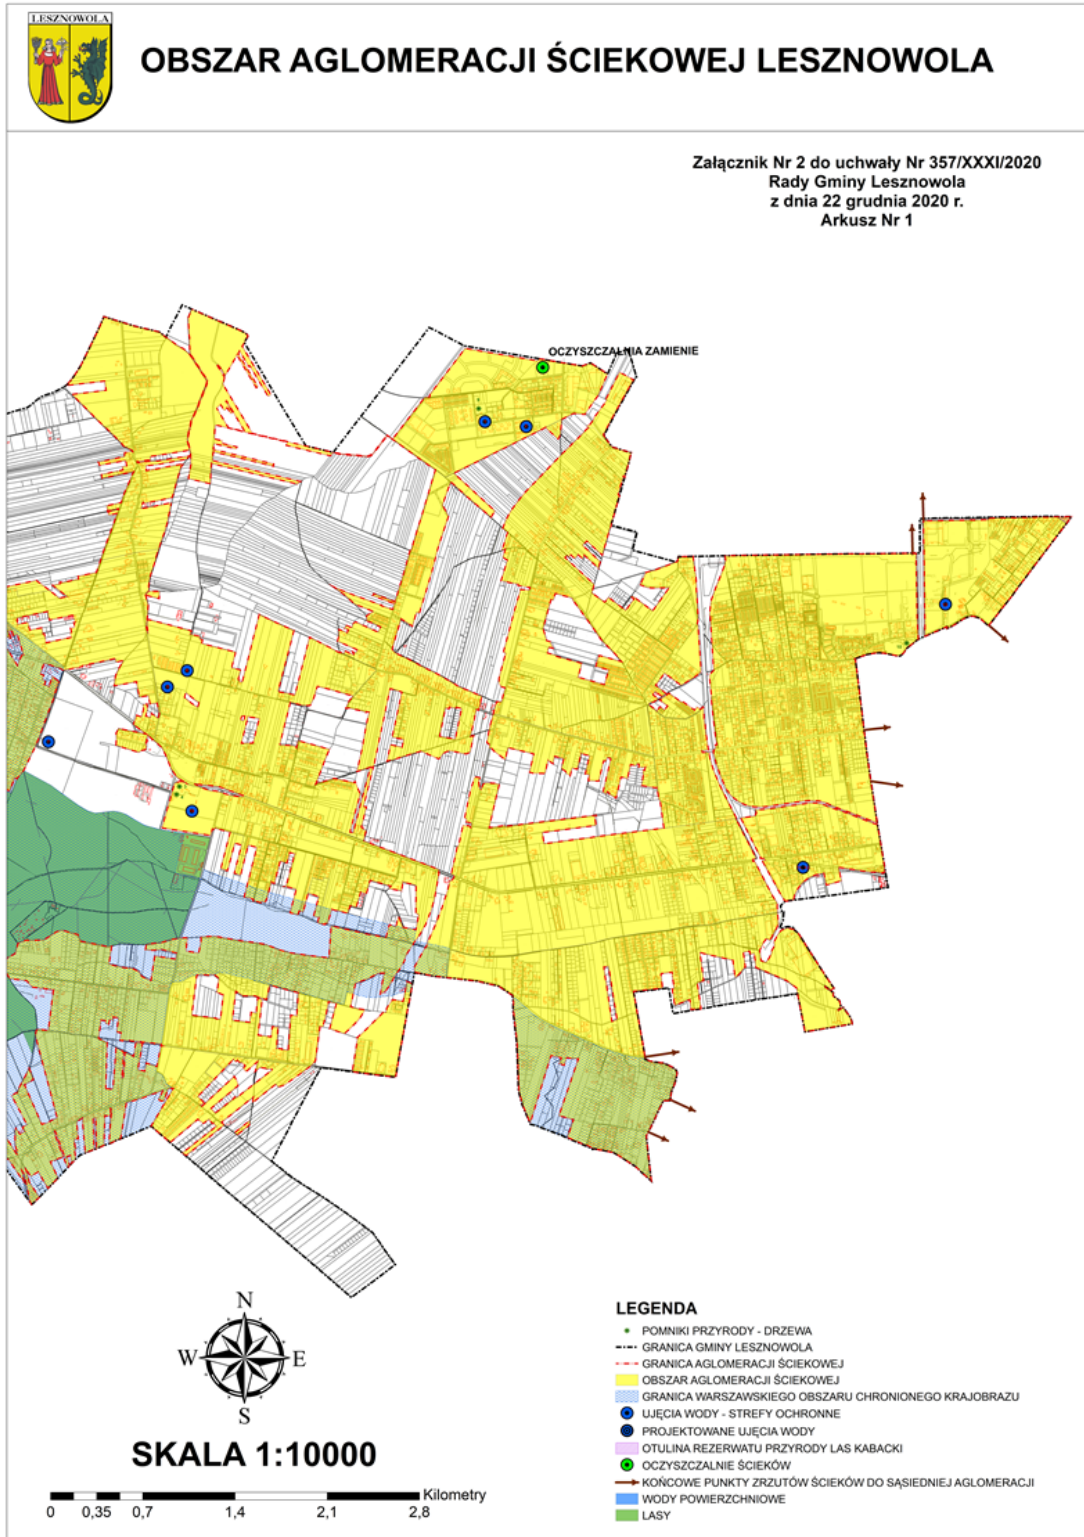 LESZNOWOLA
OBSZAR AGLOMERACJI ŚCIEKOWEJ LESZNOWOLA
Załącznik Nr 2 do uchwały Nr 357/XXXI/2020
Rady Gminy Lesznowola
z dnia 22 grudnia 2020 r.
Arkusz Nr 1
OCZYSZCZALNIA ZAMIENIE
N
W E
S
SKALA 1:10000
Kilometry
0 0,35 0,7 1,4 2,1 2,8
LEGENDA
POMNIKI PRZYRODY - DRZEWA
GRANICA GMINY LESZNOWOLA
GRANICA AGLOMERACJI ŚCIEKOWEJ
OBSZAR AGLOMERACJI ŚCIEKOWEJ
GRANICA WARSZAWSKIEGO OBSZARU CHRONIONEGO KRAJOBRAZU
UJĘCIA WODY - STREFY OCHRONNE
PROJEKTOWANE UJĘCIA WODY
OTULINA REZERWATU PRZYRODY LAS KABACKI
OCZYSZCZALNIE ŚCIEKÓW
KOŃCOWE PUNKTY ZRZUTÓW ŚCIEKÓW DO SĄSIEDNIEJ AGLOMERACJI
WODY POWIERZCHNIOWE
LASY